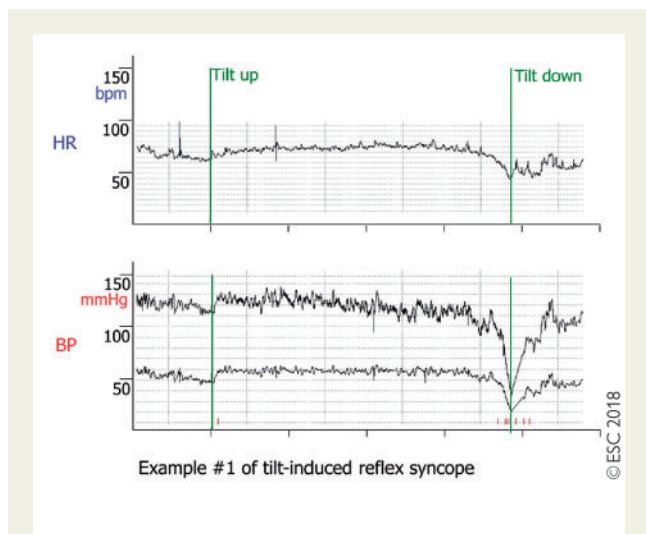 150
Tilt up
Tilt down
bpm
HR
100
50
150
mmHg
BP
100
50
Example #1 of tilt-induced reflex syncope
©ESC 2018